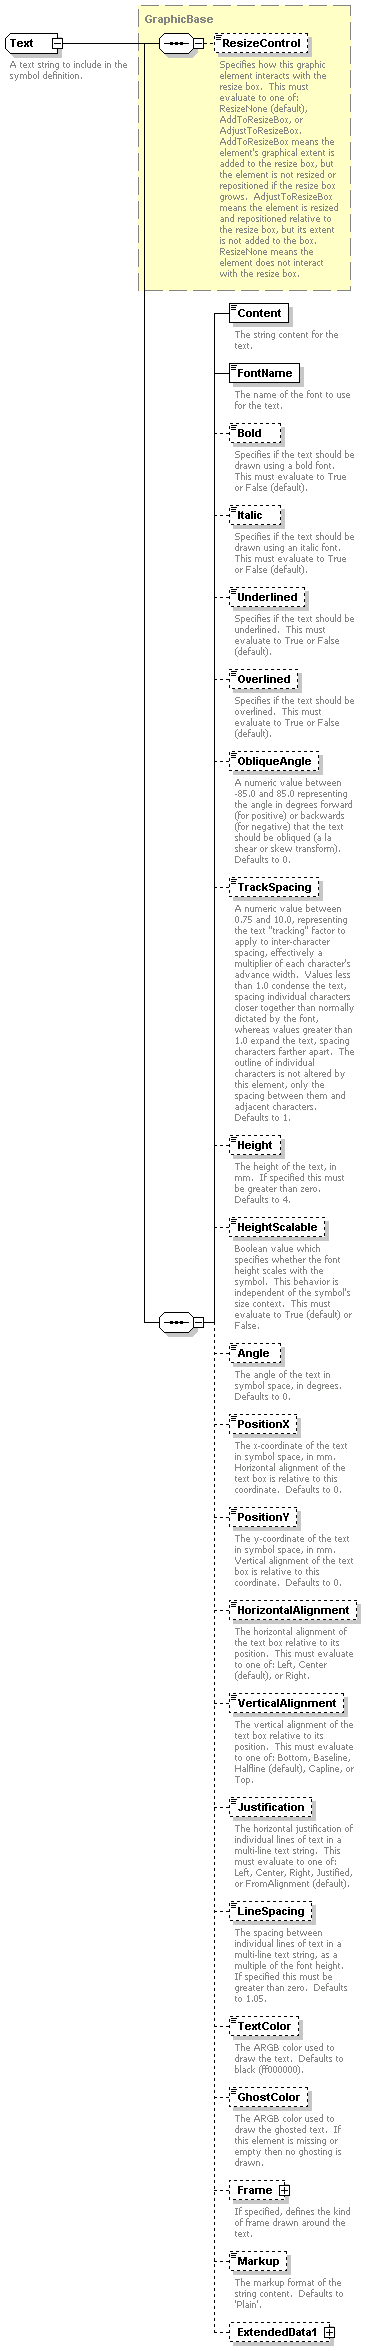 GraphicBase
Text
A text string to include in the
symbol definition.
ResizeControl
Specifies how this graphic
element interacts with the
resize box.  This must
evaluate to one of:
ResizeNone (default),
AddToResizeBox, or
AdjustToResizeBox.
AddToResizeBox means the
element's graphical extent is
added to the resize box, but
the element is not resized or
repositioned if the resize box
grows.  AdjustToResizeBox
means the element is resized
and repositioned relative to
the resize box, but its extent
is not added to the box.
ResizeNone means the
element does not interact
with the resize box.
Content
The string content for the
text.
FontName
The name of the font to use
for the text.
Bold
Specifies if the text should be
drawn using a bold font.
This must evaluate to True
or False (default).
Italic
Specifies if the text should be
drawn using an italic font.
This must evaluate to True
or False (default).
Underlined
Specifies if the text should be
underlined.  This must
evaluate to True or False
(default).
Overlined
Specifies if the text should be
overlined.  This must
evaluate to True or False
(default).
ObliqueAngle
A numeric value between
-85.0 and 85.0 representing
the angle in degrees forward
(for positive) or backwards
(for negative) that the text
should be obliqued (a la
shear or skew transform).
Defaults to 0.
TrackSpacing
A numeric value between
0.75 and 10.0, representing
the text "tracking" factor to
apply to inter-character
spacing, effectively a
multiplier of each character's
advance width.  Values less
than 1.0 condense the text,
spacing individual characters
closer together than normally
dictated by the font,
whereas values greater than
1.0 expand the text, spacing
characters farther apart.  The
outline of individual
characters is not altered by
this element, only the
spacing between them and
adjacent characters.
Defaults to 1.
Height
The height of the text, in
mm.  If specified this must
be greater than zero.
Defaults to 4.
HeightScalable
Boolean value which
specifies whether the font
height scales with the
symbol.  This behavior is
independent of the symbol's
size context.  This must
evaluate to True (default) or
False.
Angle
The angle of the text in
symbol space, in degrees.
Defaults to 0.
PositionX
The x-coordinate of the text
in symbol space, in mm.
Horizontal alignment of the
text box is relative to this
coordinate.  Defaults to 0.
PositionY
The y-coordinate of the text
in symbol space, in mm.
Vertical alignment of the text
box is relative to this
coordinate.  Defaults to 0.
HorizontalAlignment
The horizontal alignment of
the text box relative to its
position.  This must evaluate
to one of: Left, Center
(default), or Right.
VerticalAlignment
The vertical alignment of the
text box relative to its
position.  This must evaluate
to one of: Bottom, Baseline,
Halfline (default), Capline, or
Top.
Justification
The horizontal justification of
individual lines of text in a
multi-line text string.  This
must evaluate to one of:
Left, Center, Right, Justified,
or FromAlignment (default).
LineSpacing
The spacing between
individual lines of text in a
multi-line text string, as a
multiple of the font height.
If specified this must be
greater than zero.  Defaults
to 1.05.
TextColor
The ARGB color used to
draw the text.  Defaults to
black (ff000000).
GhostColor
The ARGB color used to
draw the ghosted text.  If
this element is missing or
empty then no ghosting is
drawn.
Frame
If specified, defines the kind
of frame drawn around the
text.
Markup
The markup format of the
string content.  Defaults to
'Plain'.
ExtendedData1